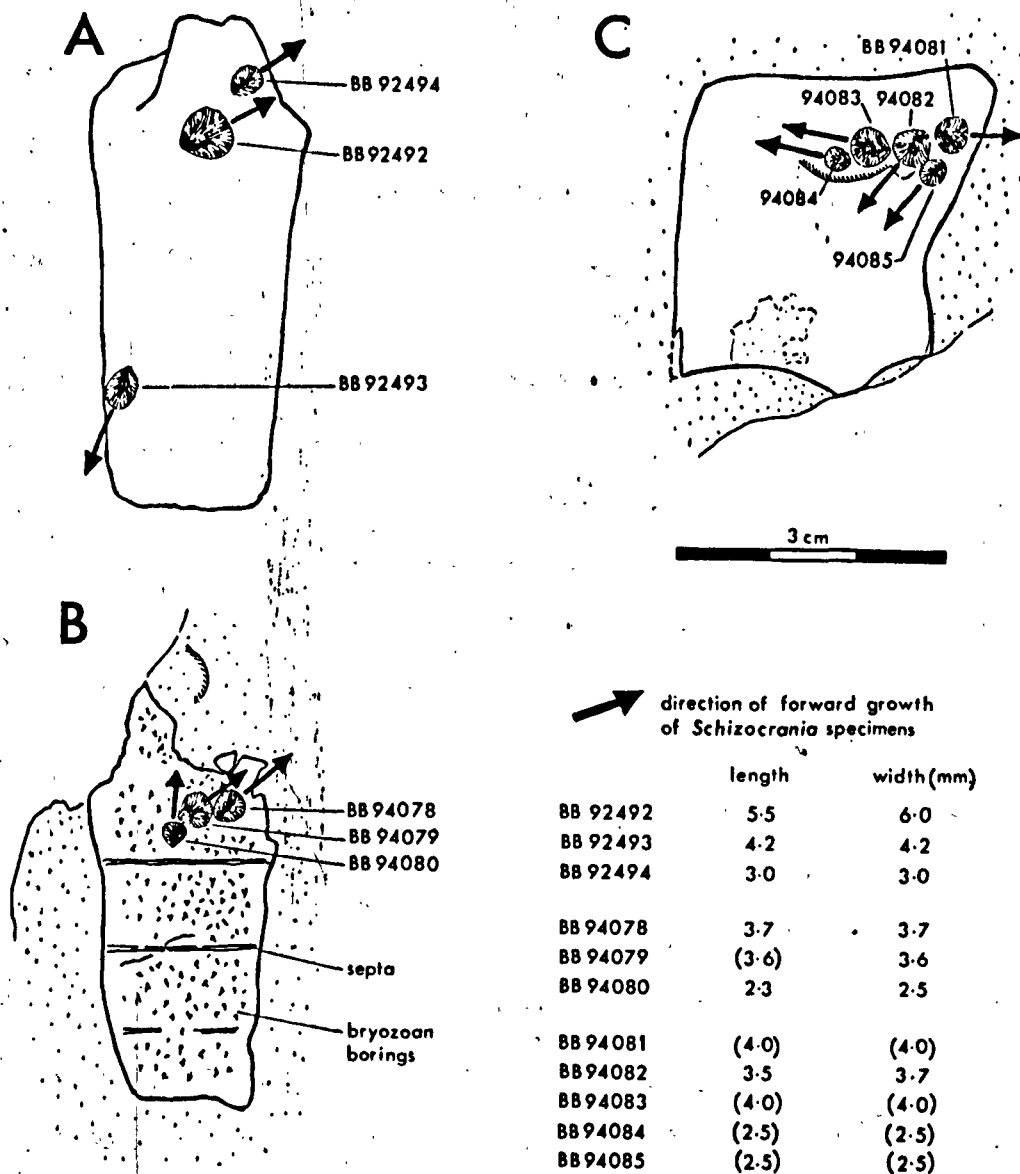 A
BB 92494
BB 92492
BB 92493
C
BB 94081
94083 94082
94084
94085
3 cm
B
BB 94078
BB 94079
BB 94080
septa
bryozoan
borings
direction of forward growth
of Schizocrania specimens
length width (mm)
BB 92492 5·5 6·0
BB 92493 4·2 4·2
BB 92494 3·0 3·0
BB 94078 3·7 3·7
BB 94079 (3·6) 3·6
BB 94080 2·3 2·5
BB 94081 (4·0) (4·0)
BB 94082 3·5 3·7
BB 94083 (4·0) (4·0)
BB 94084 (2·5) (2·5)
BB 94085 (2·5) (2·5)